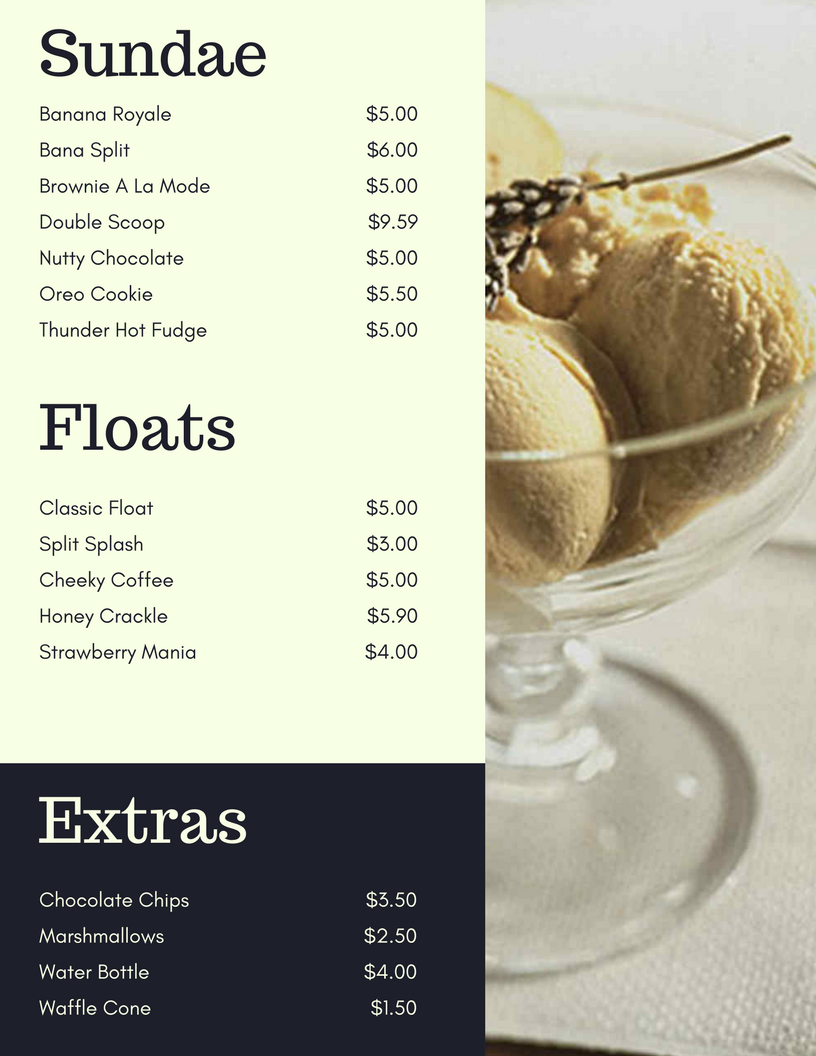 Sundae
Banana Royale $5.00
Bana Split $6.00
Brownie A La Mode $5.00
Double Scoop $9.59
Nutty Chocolate $5.00
Oreo Cookie $5.50
Thunder Hot Fudge $5.00
Floats
Classic Float $5.00
Split Splash $3.00
Cheeky Coffee $5.00
Honey Crackle $5.90
Strawberry Mania $4.00
Extras
Chocolate Chips $3.50
Marshmallows $2.50
Water Bottle $4.00
Waffle Cone $1.50